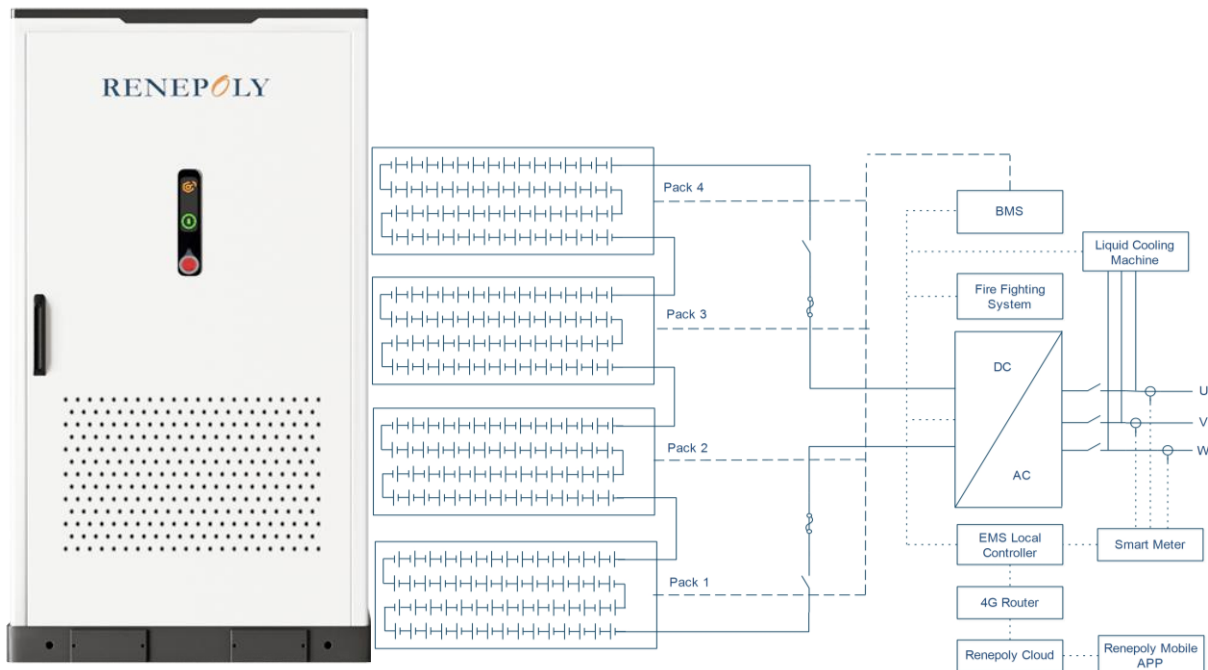 RENEPOLY
Pack 4
BMS
Liquid Cooling
Machine
Fire Fighting
System
Pack 3
DC
U
V
Pack 2
W
AC
EMS Local
Controller
Smart Meter
Pack 1
4G Router
Renepoly Cloud
Renepoly Mobile
APP